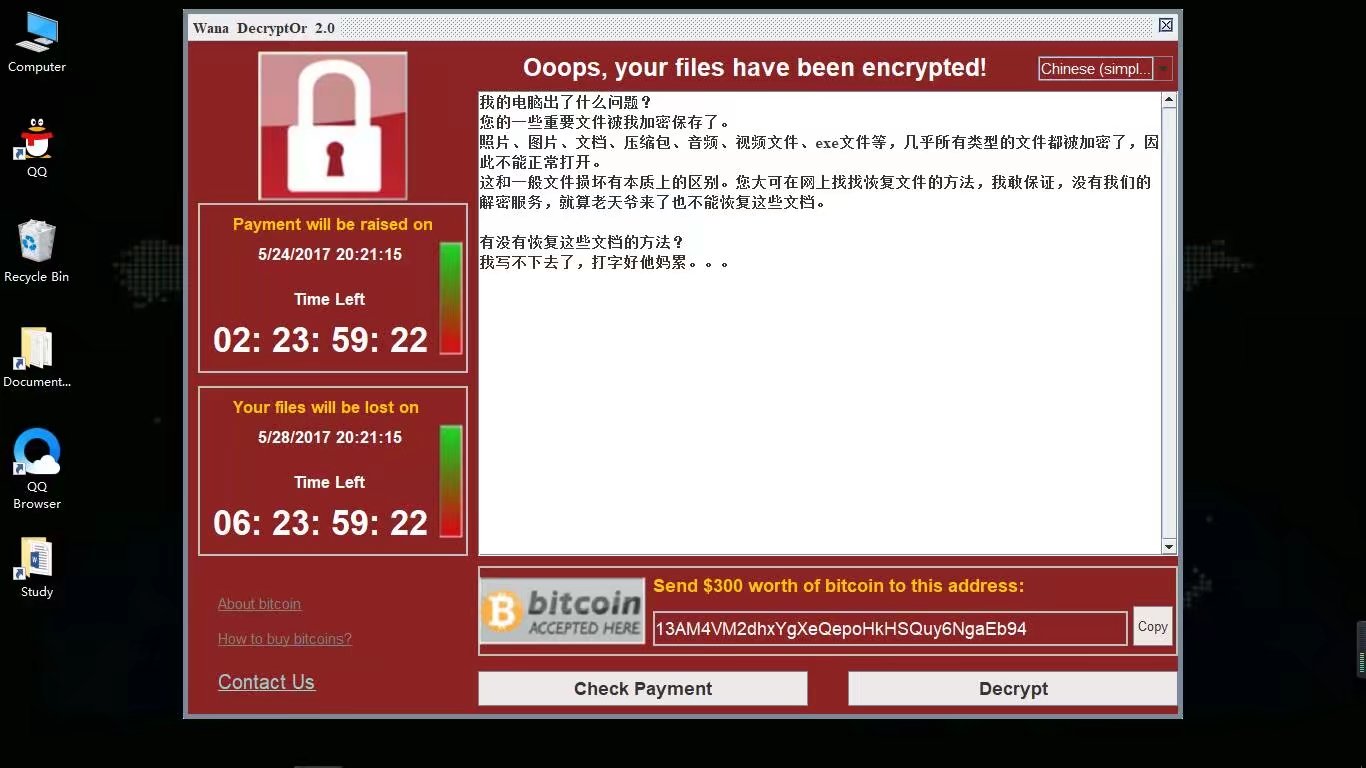 Computer
QQ
Recycle Bin
Document...
QQ
Browser
Study
Wana DecryptOr 2.0
Ooops, your files have been encrypted!
Chinese (simpl...
Payment will be raised on
5/24/2017 20:21:15
Time Left
02: 23: 59: 22
Your files will be lost on
5/28/2017 20:21:15
Time Left
06: 23: 59: 22
About bitcoin
How to buy bitcoins?
Contact Us
我的电脑出了什么问题？
您的一些重要文件被我加密保存了。
照片、图片、文档、压缩包、音频、视频文件、exe文件等，几乎所有类型的文件都被加密了，因
此不能正常打开。
这和一般文件损坏有本质上的区别。您大可在网上找找恢复文件的方法，我敢保证，没有我们的
解密服务，就算老天爷来了也不能恢复这些文档。
有没有恢复这些文档的方法？
我写不下去了，打字好他妈累。。。
bitcoin
ACCEPTED HERE
Send $300 worth of bitcoin to this address:
13AM4VM2dhxYgXeQepoHkHSQuy6NgaEb94
Copy
Check Payment
Decrypt